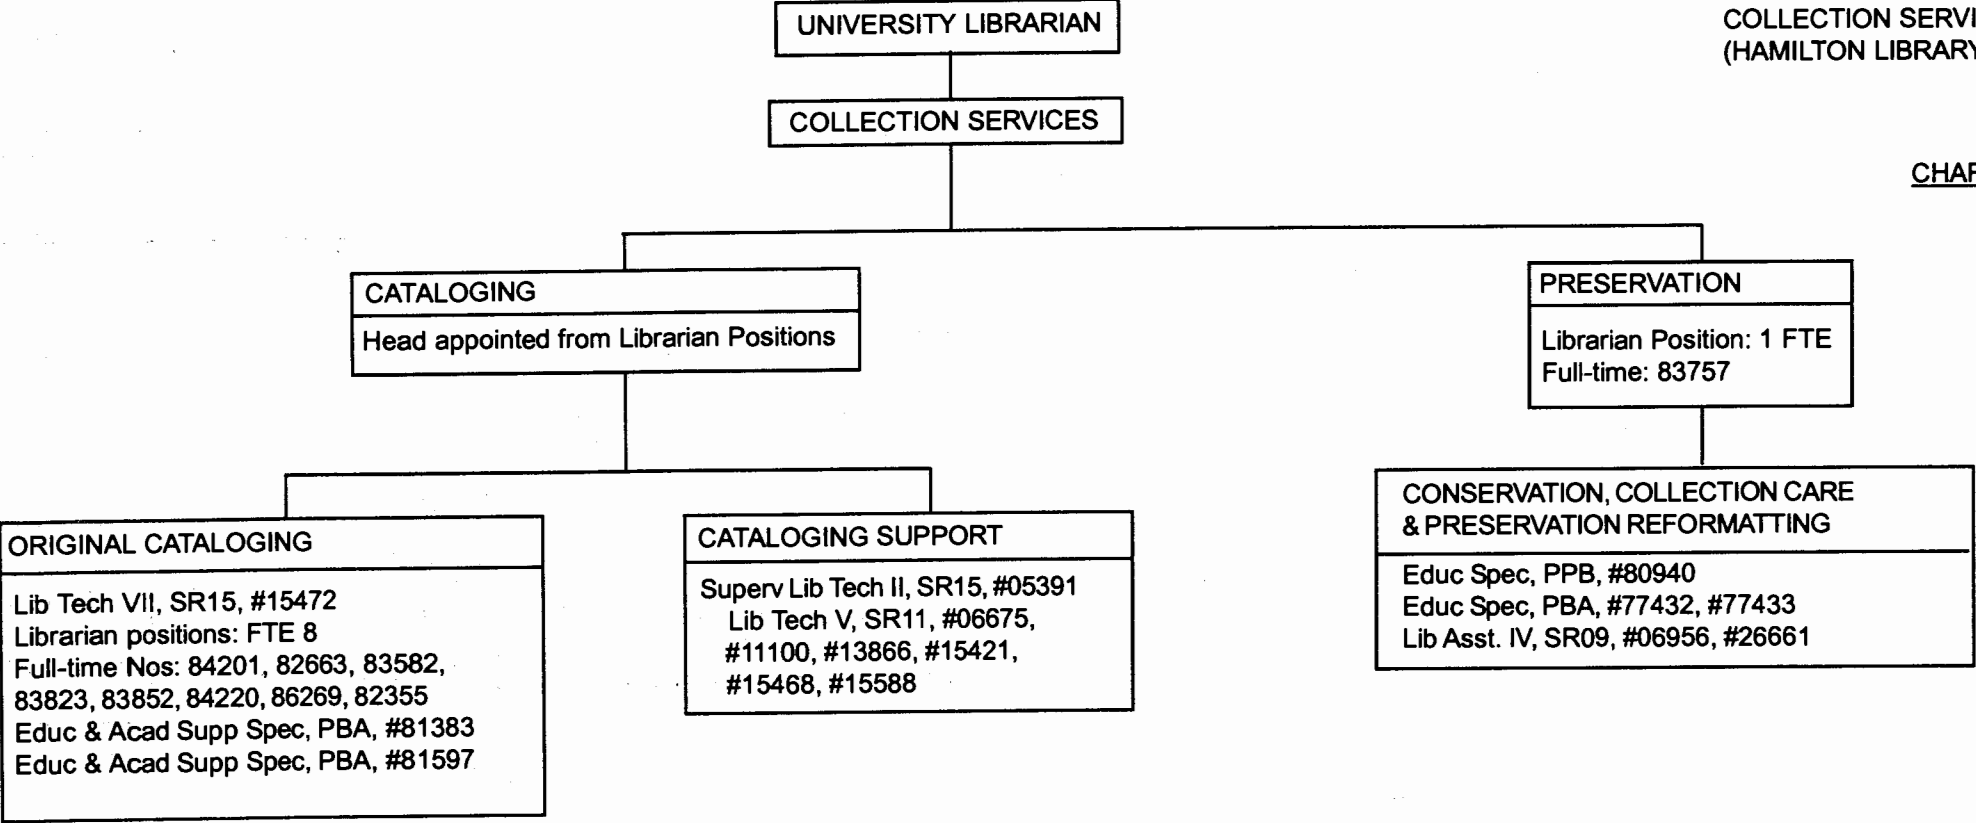 UNIVERSITY LIBRARIAN
COLLECTION SERVICES
(HAMILTON LIBRARY
COLLECTION
CATALOGING
Head appointed from Librarian Positions
PRESERVATION
Librarian Position: 1 FTE
Full-time: 83757
ORIGINAL CATALOGING
Lib Tech VII, SR15, #15472
Librarian positions: FTE 8
Full-time Nos: 84201, 82663, 83582,
83823, 83852, 84220, 86269, 82355
Educ & Acad Supp Spec, PBA, #81383
Educ & Acad Supp Spec, PBA, #81597
CATALOGING SUPPORT
Superv Lib Tech II, SR15, #05391
Lib Tech V, SR11, #06675,
#11100, #13866, #15421,
#15468, #15588
CONSERVATION, COLLECTION CARE
& PRESERVATION REFORMATTING
Educ Spec, PPB, #80940
Educ Spec, PBA, #77432, #77433
Lib Asst. IV, SR09, #06956, #26661